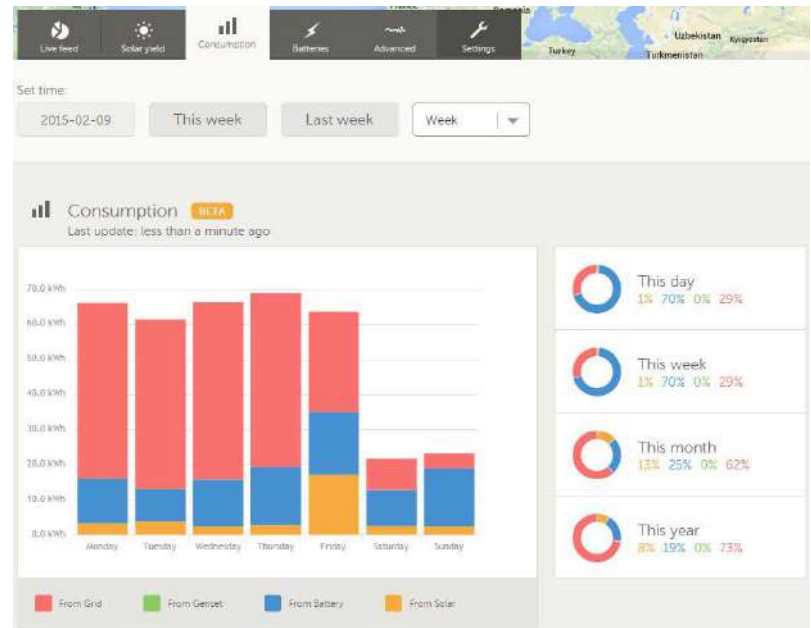 Romania
Uzbekistan
Kyrgyzstan
Turkey
Turkmenistan
Live feed
Solar yield
Consumption
Batteries
Advanced
Settings
Set time:
2015-02-09
This week
Last week
Week
Consumption BETA
Last update: less than a minute ago
70.0 kWh
60.0 kWh
50.0 kWh
40.0 kWh
30.0 kWh
20.0 kWh
10.0 kWh
0.0 kWh
Monday Tuesday Wednesday Thursday Friday Saturday Sunday
From Grid From Genset From Battery From Solar
This day
1% 70% 0% 29%
This week
1% 70% 0% 29%
This month
13% 25% 0% 62%
This year
8% 19% 0% 73%